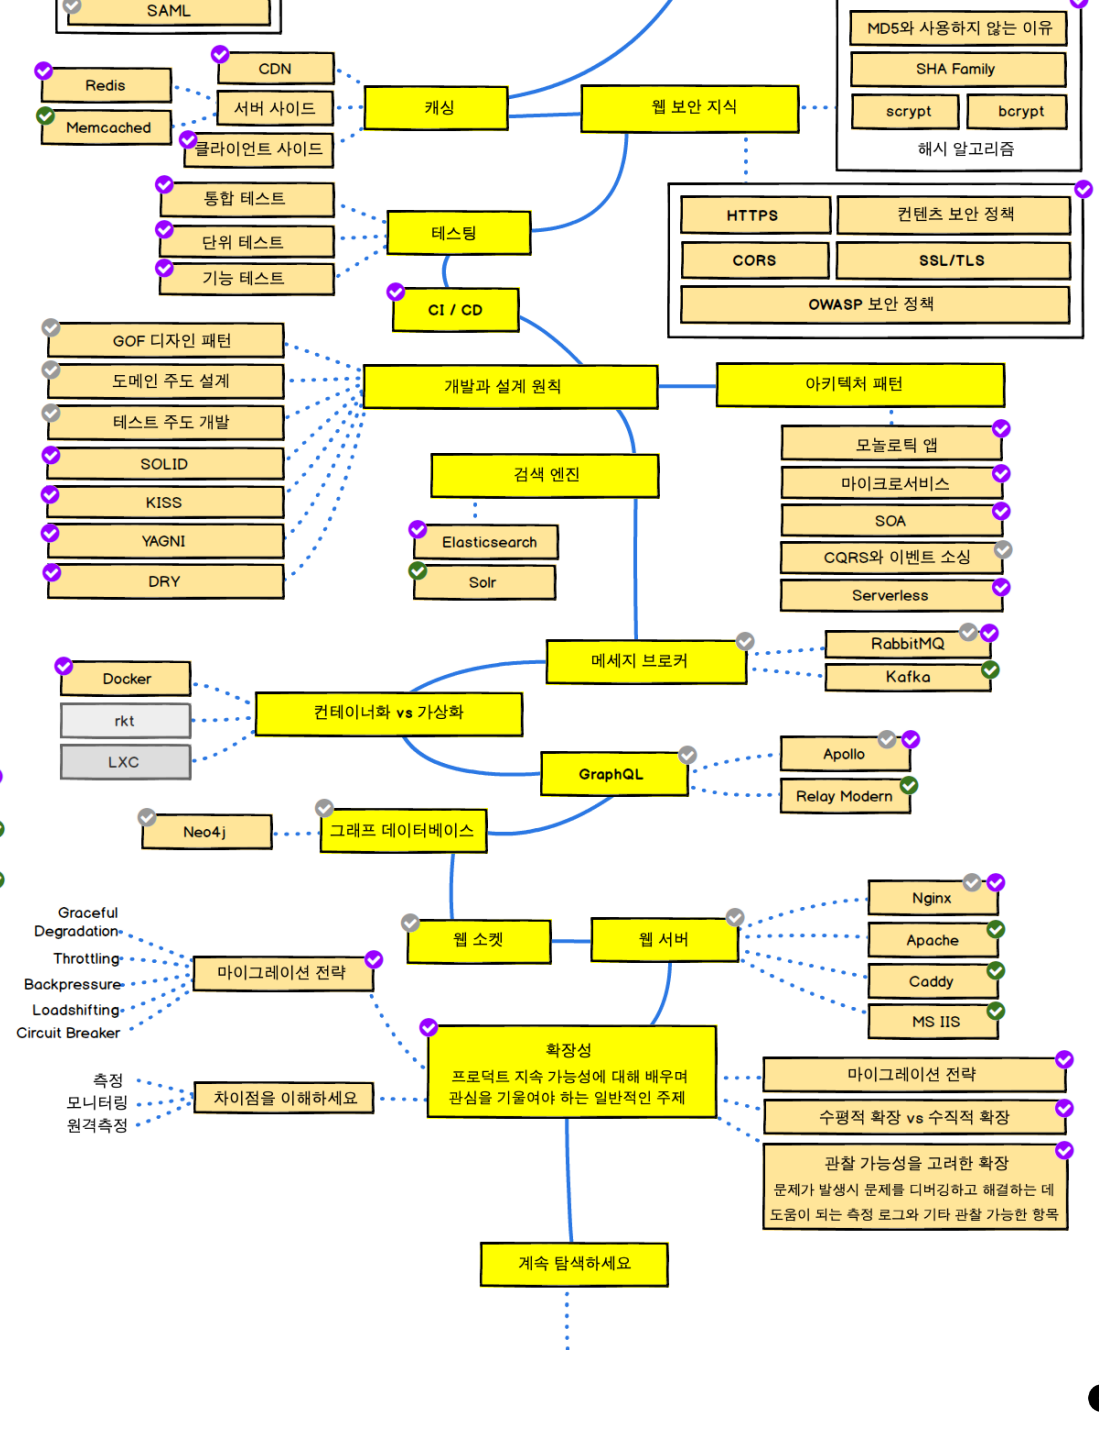 SAML
MD5와 사용하지 않는 이유
SHA Family
scrypt
bcrypt
해시 알고리즘
CDN
Redis
서버 사이드
Memcached
클라이언트 사이드
캐싱
웹 보안 지식
HTTPS
컨텐츠 보안 정책
CORS
SSL/TLS
OWASP 보안 정책
통합 테스트
단위 테스트
기능 테스트
테스팅
CI / CD
GOF 디자인 패턴
도메인 주도 설계
테스트 주도 개발
SOLID
KISS
YAGNI
DRY
개발과 설계 원칙
아키텍처 패턴
모놀로틱 앱
마이크로서비스
SOA
CQRS와 이벤트 소싱
Serverless
검색 엔진
Elasticsearch
Solr
메세지 브로커
RabbitMQ
Kafka
Docker
rkt
LXC
컨테이너화 vs 가상화
GraphQL
Apollo
Relay Modern
Neo4j
그래프 데이터베이스
웹 소켓
웹 서버
Nginx
Apache
Caddy
MS IIS
Graceful
Degradation
Throttling
Backpressure
Loadshifting
Circuit Breaker
마이그레이션 전략
측정
모니터링
원격측정
차이점을 이해하세요
확장성
프로덕트 지속 가능성에 대해 배우며
관심을 기울여야 하는 일반적인 주제
마이그레이션 전략
수평적 확장 vs 수직적 확장
관찰 가능성을 고려한 확장
문제가 발생시 문제를 디버깅하고 해결하는 데
도움이 되는 측정 로그와 기타 관찰 가능한 항목
계속 탐색하세요